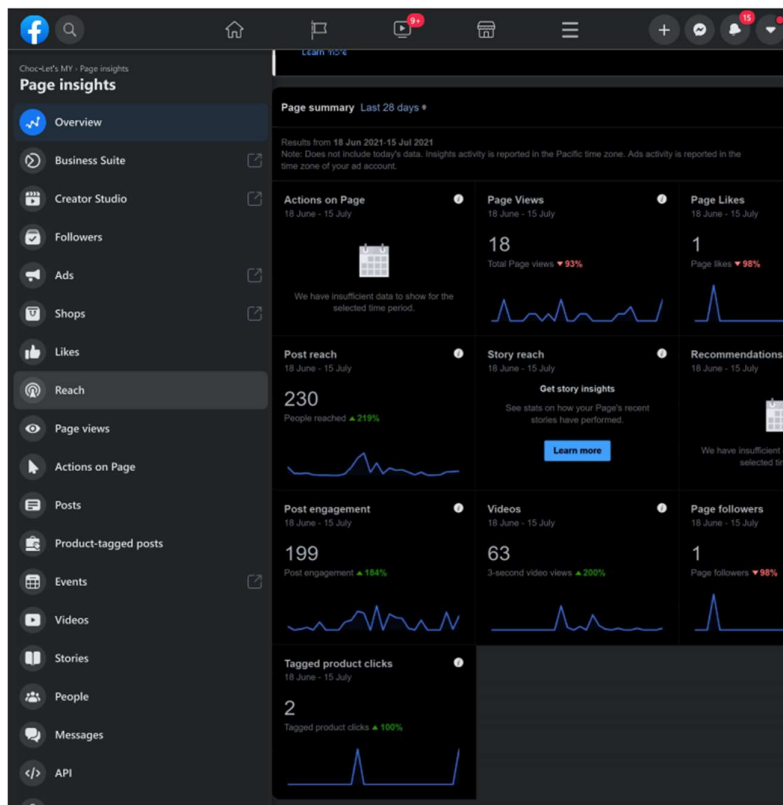 9+
15
Learn more
Choc-Let's MY · Page insights
Page insights
Overview
Business Suite
Creator Studio
Followers
Ads
Shops
Likes
Reach
Page views
Actions on Page
Posts
Product-tagged posts
Events
Videos
Stories
People
Messages
API
Page summary Last 28 days
Results from 18 Jun 2021-15 Jul 2021
Note: Does not include today's data. Insights activity is reported in the Pacific time zone. Ads activity is reported in the
time zone of your ad account.
Actions on Page
18 June - 15 July
We have insufficient data to show for the
selected time period.
Page Views
18 June - 15 July
18
Total Page views ▼ 93%
Page Likes
18 June - 15 July
1
Page likes ▼ 98%
Post reach
18 June - 15 July
230
People reached ▲ 219%
Story reach
18 June - 15 July
Get story insights
See stats on how your Page's recent
stories have performed.
Learn more
Recommendations
18 June - 15 July
We have insufficient
selected
Post engagement
18 June - 15 July
199
Post engagement ▲ 184%
Videos
18 June - 15 July
63
3-second video views ▲ 200%
Page followers
18 June - 15 July
1
Page followers ▼ 98%
Tagged product clicks
18 June - 15 July
2
Tagged product clicks ▲ 100%